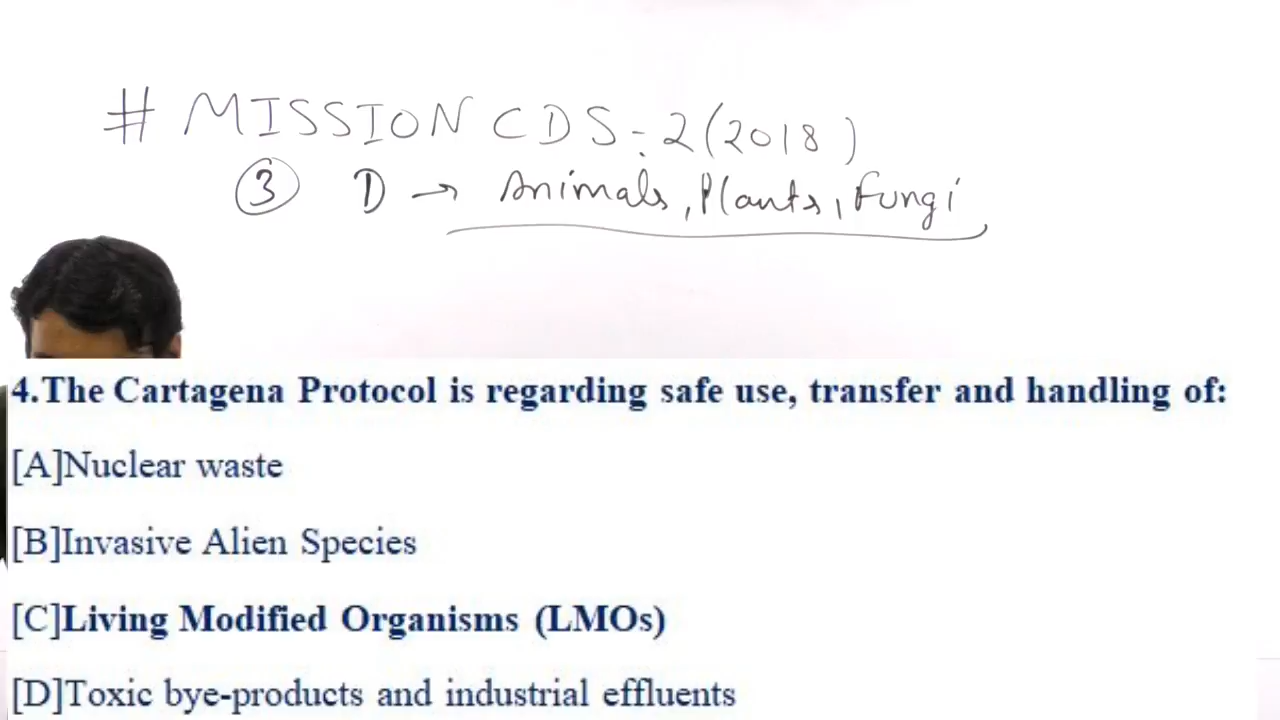 # MISSION CDS-2 (2018)
③ D → Animals, Plants, Fungi
4.The Cartagena Protocol is regarding safe use, transfer and handling of:
[A]Nuclear waste
[B]Invasive Alien Species
[C]Living Modified Organisms (LMOs)
[D]Toxic bye-products and industrial effluents